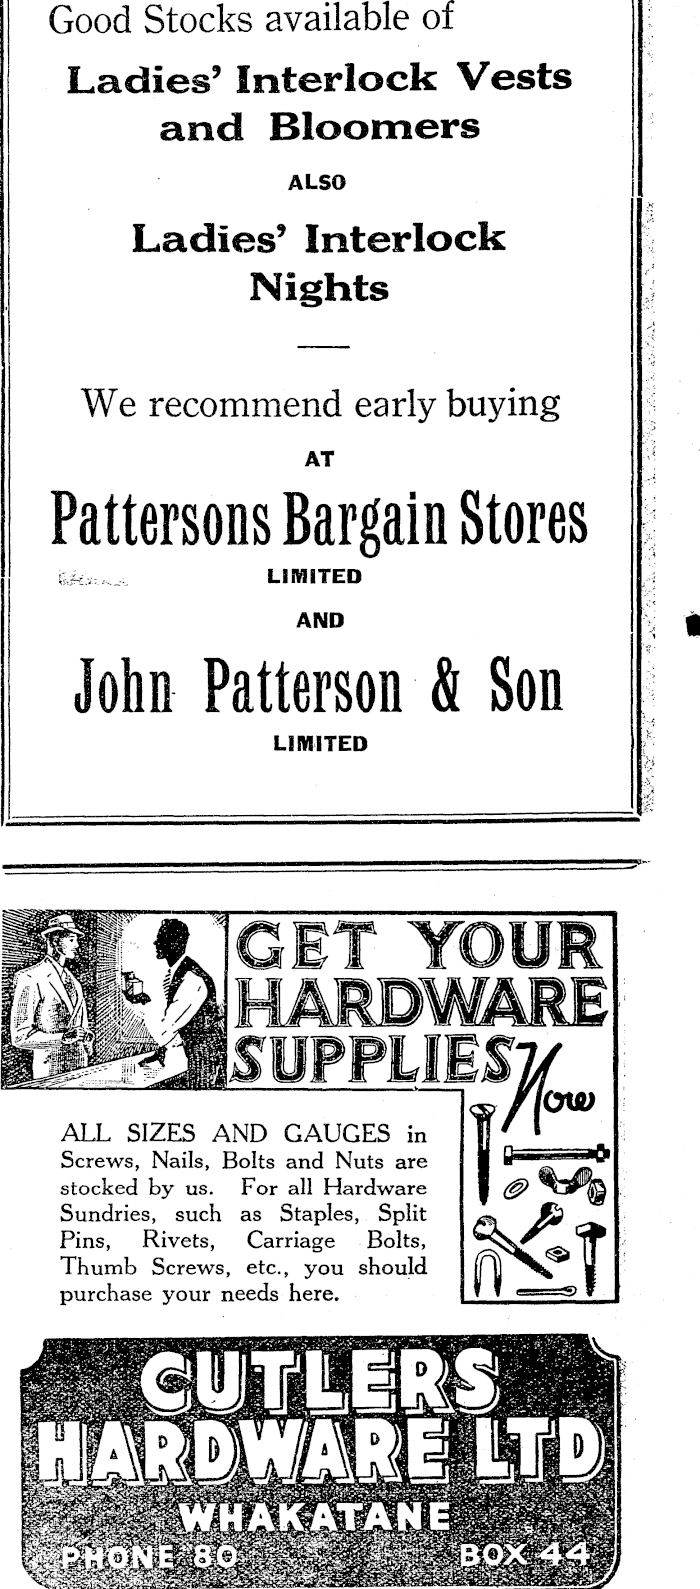 Good Stocks available of
Ladies' Interlock Vests
and Bloomers
ALSO
Ladies' Interlock
Nights
We recommend early buying
AT
Pattersons Bargain Stores
LIMITED
AND
John Patterson & Son
LIMITED
GET YOUR
HARDWARE
SUPPLIES
Now
ALL SIZES AND GAUGES in
Screws, Nails, Bolts and Nuts are
stocked by us. For all Hardware
Sundries, such as Staples, Split
Pins, Rivets, Carriage Bolts,
Thumb Screws, etc., you should
purchase your needs here.
CUTLERS
HARDWARE LTD
WHAKATANE
PHONE 80 BOX 44